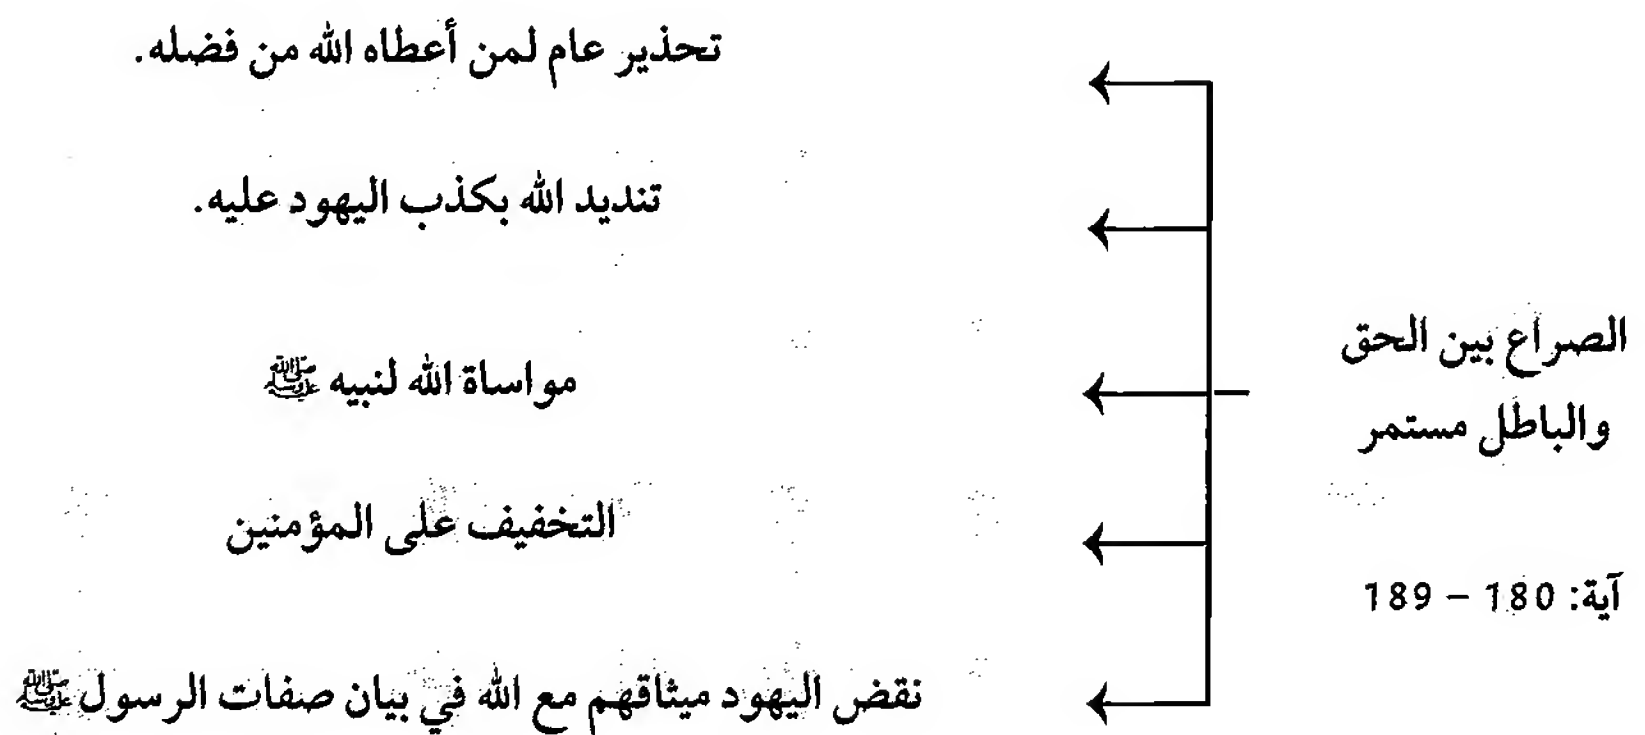 الصراع بين الحق
والباطل مستمر
آية: 180 – 189
تحذير عام لمن أعطاه الله من فضله.
تنديد الله بكذب اليهود عليه.
مواساة الله لنبيه ﷺ
التخفيف على المؤمنين
نقض اليهود ميثاقهم مع الله في بيان صفات الرسول ﷺ